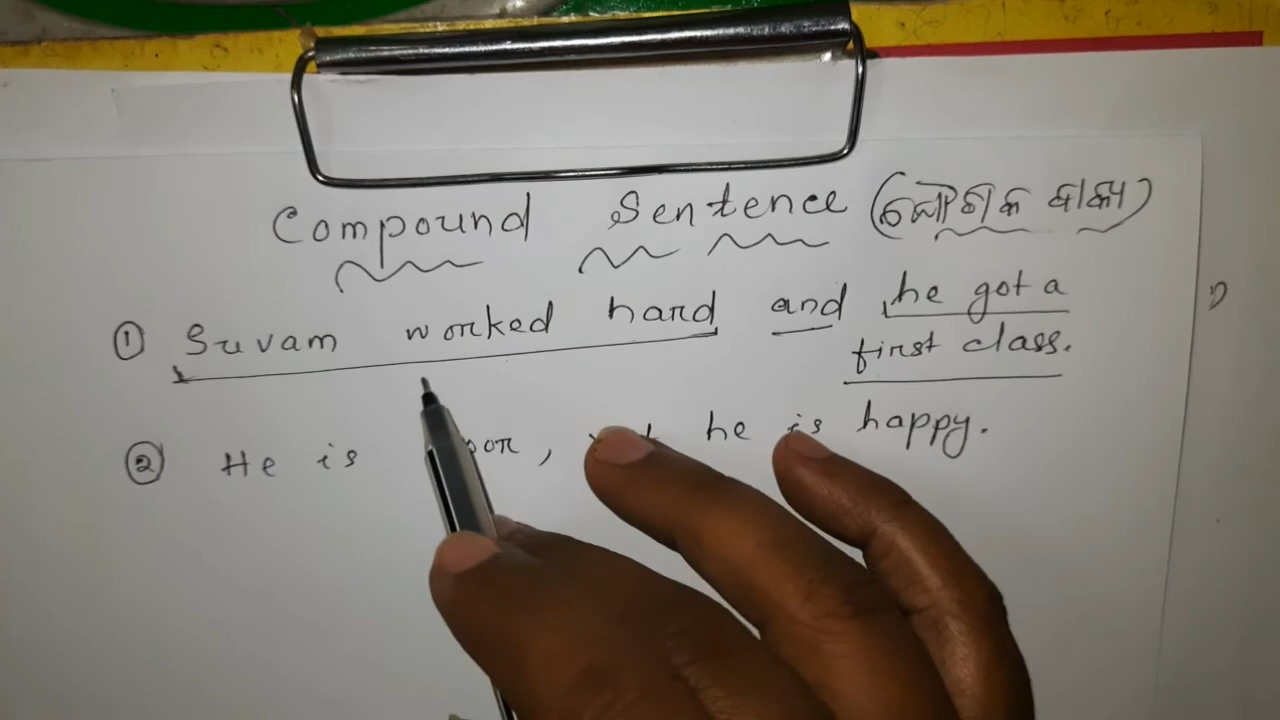 Compound Sentence (ଯୌଗିକ ବାକ୍ୟ)
① Suvam worked hard and he got a
first class.
② He is , he is happy.